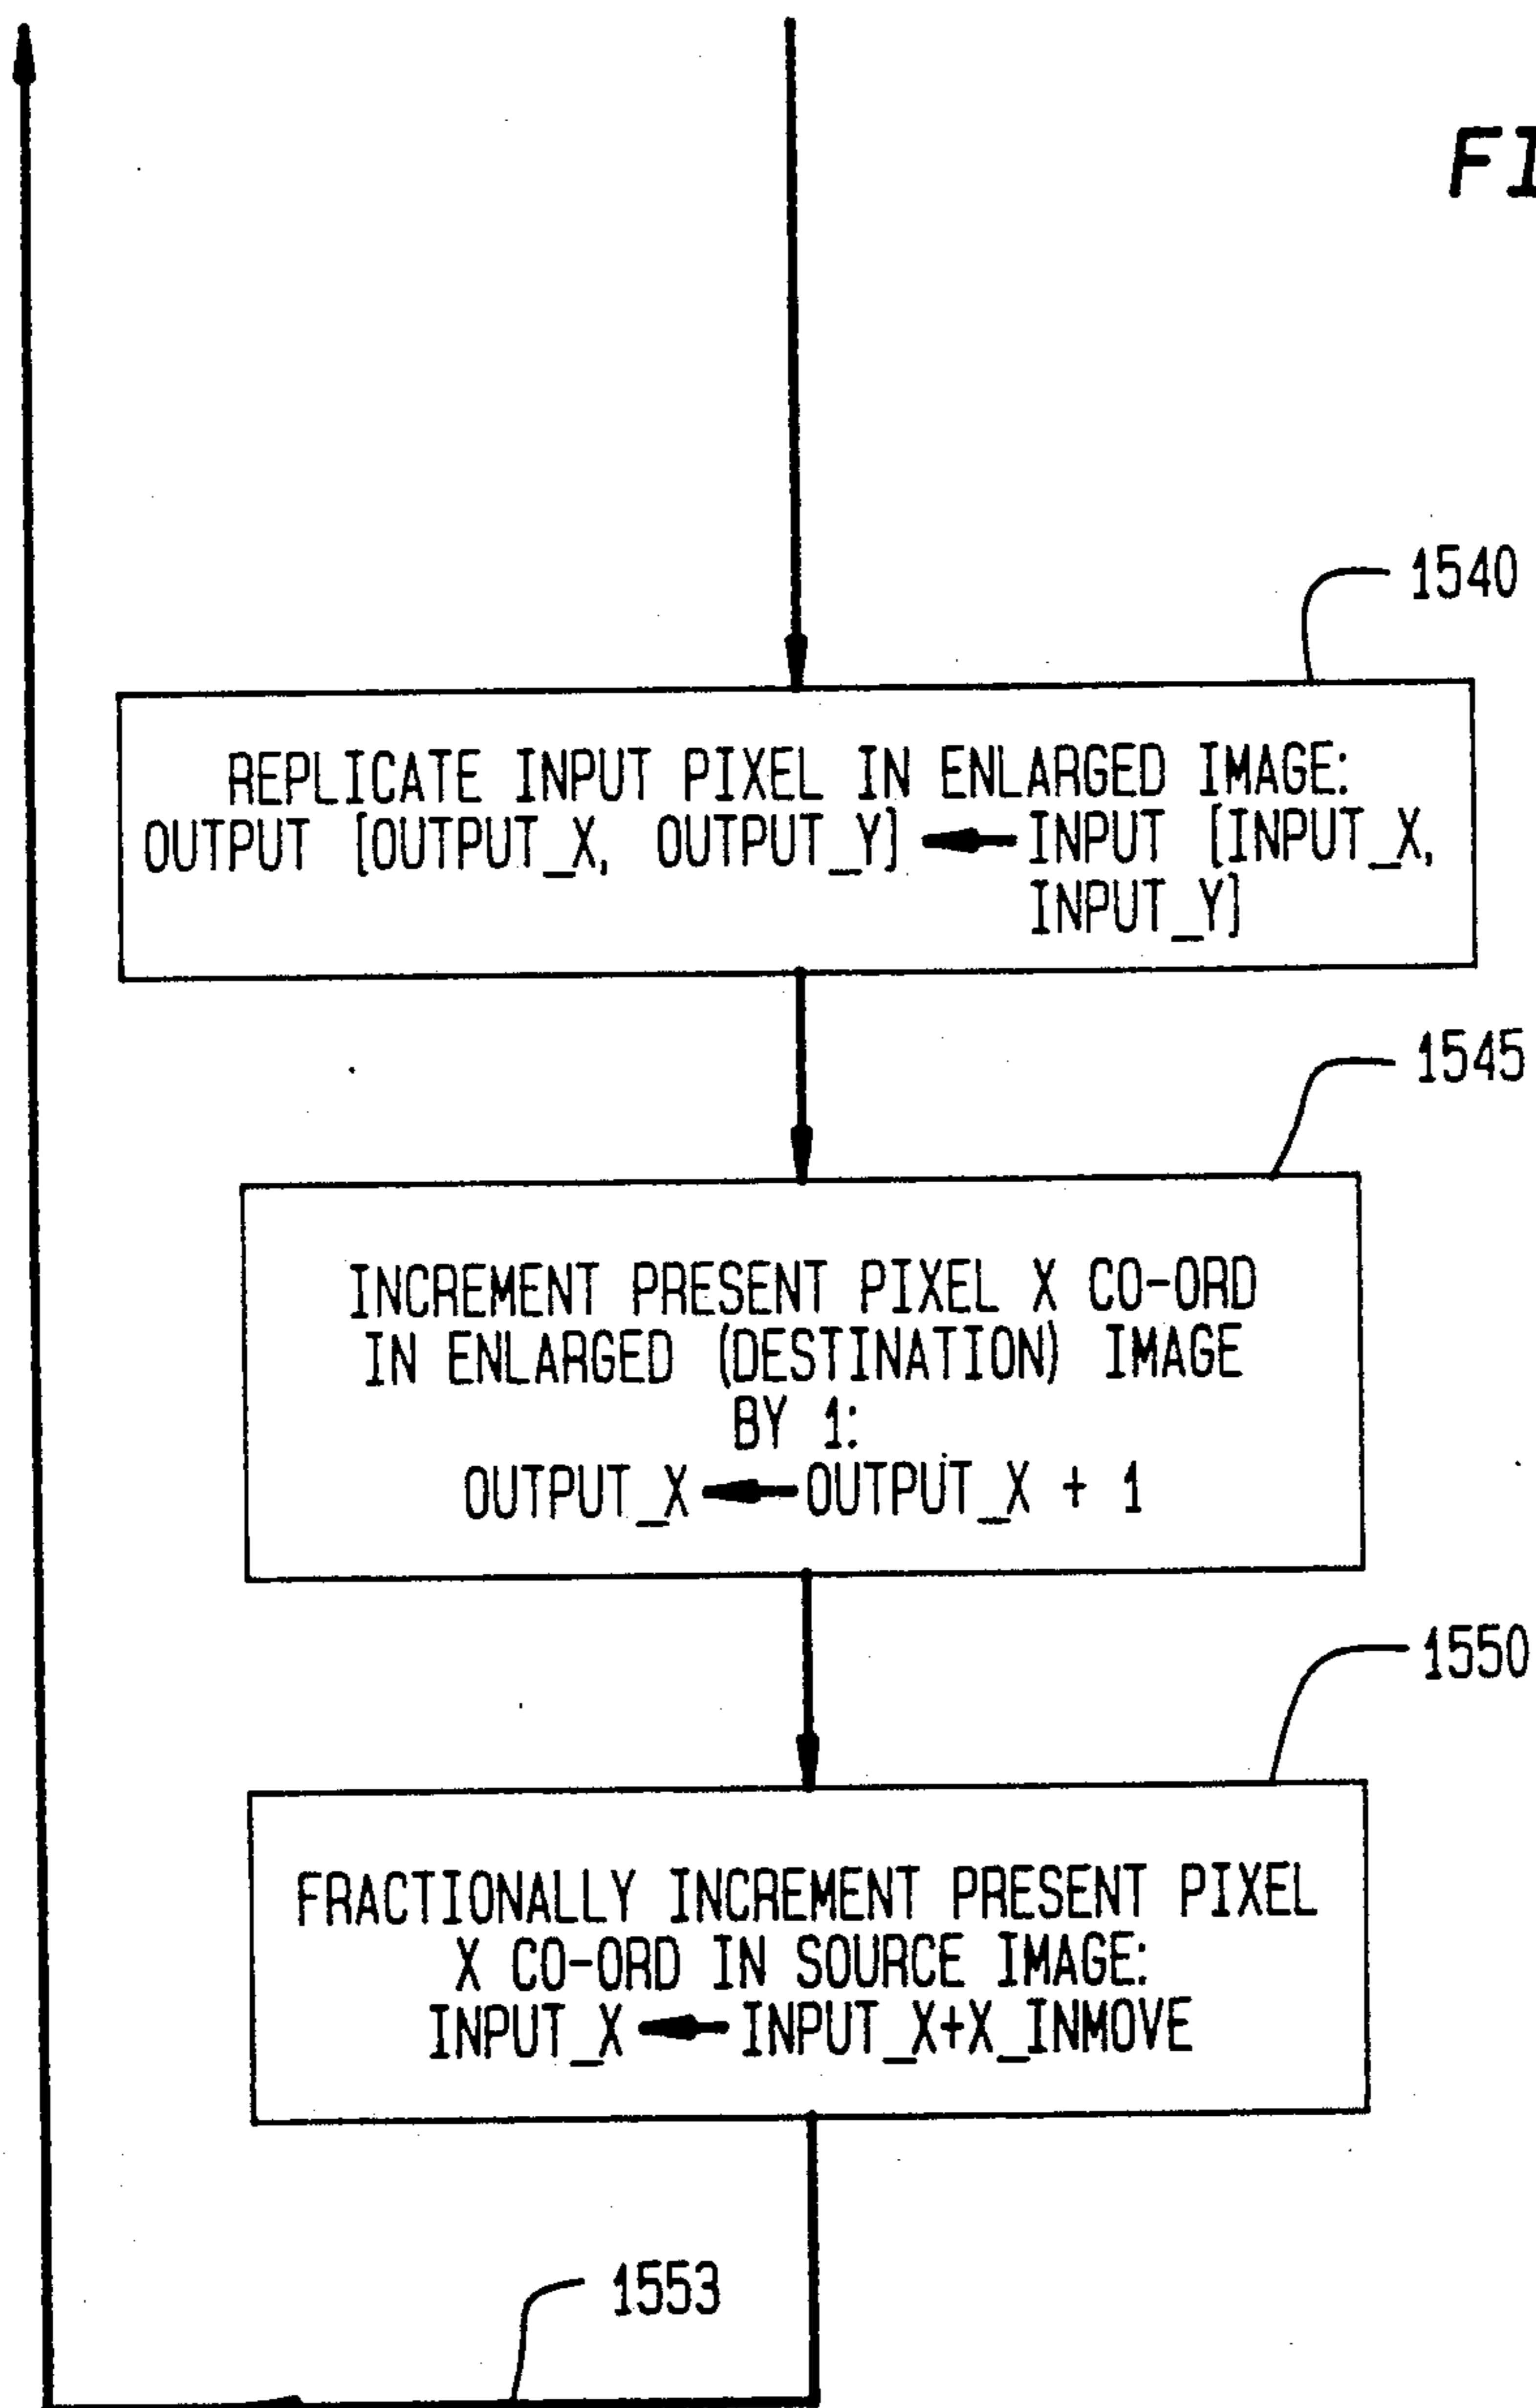 FI
1540
REPLICATE INPUT PIXEL IN ENLARGED IMAGE:
OUTPUT [OUTPUT_X, OUTPUT_Y] ← INPUT [INPUT_X,
INPUT_Y]
1545
INCREMENT PRESENT PIXEL X CO-ORD
IN ENLARGED (DESTINATION) IMAGE
BY 1:
OUTPUT_X ← OUTPUT_X + 1
1550
FRACTIONALLY INCREMENT PRESENT PIXEL
X CO-ORD IN SOURCE IMAGE:
INPUT_X ← INPUT_X+X_INMOVE
1553